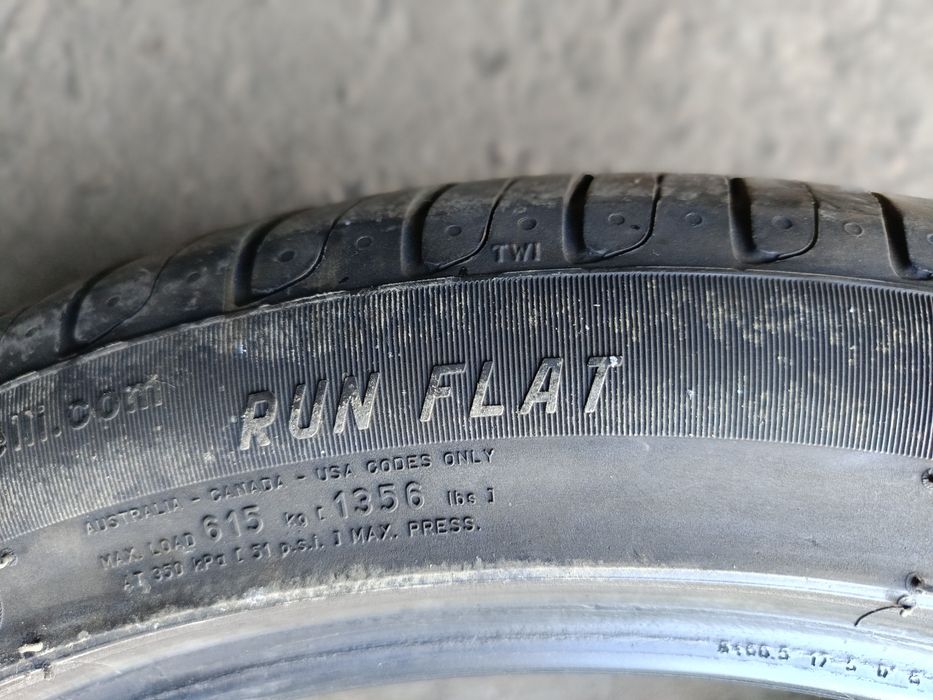 TWI
lli.com RUN FLAT
AUSTRALIA - CANADA - USA CODES ONLY
MAX. LOAD 615 kg [ 1356 lbs ]
AT 350 kPa [ 51 p.s.i. ] MAX. PRESS.